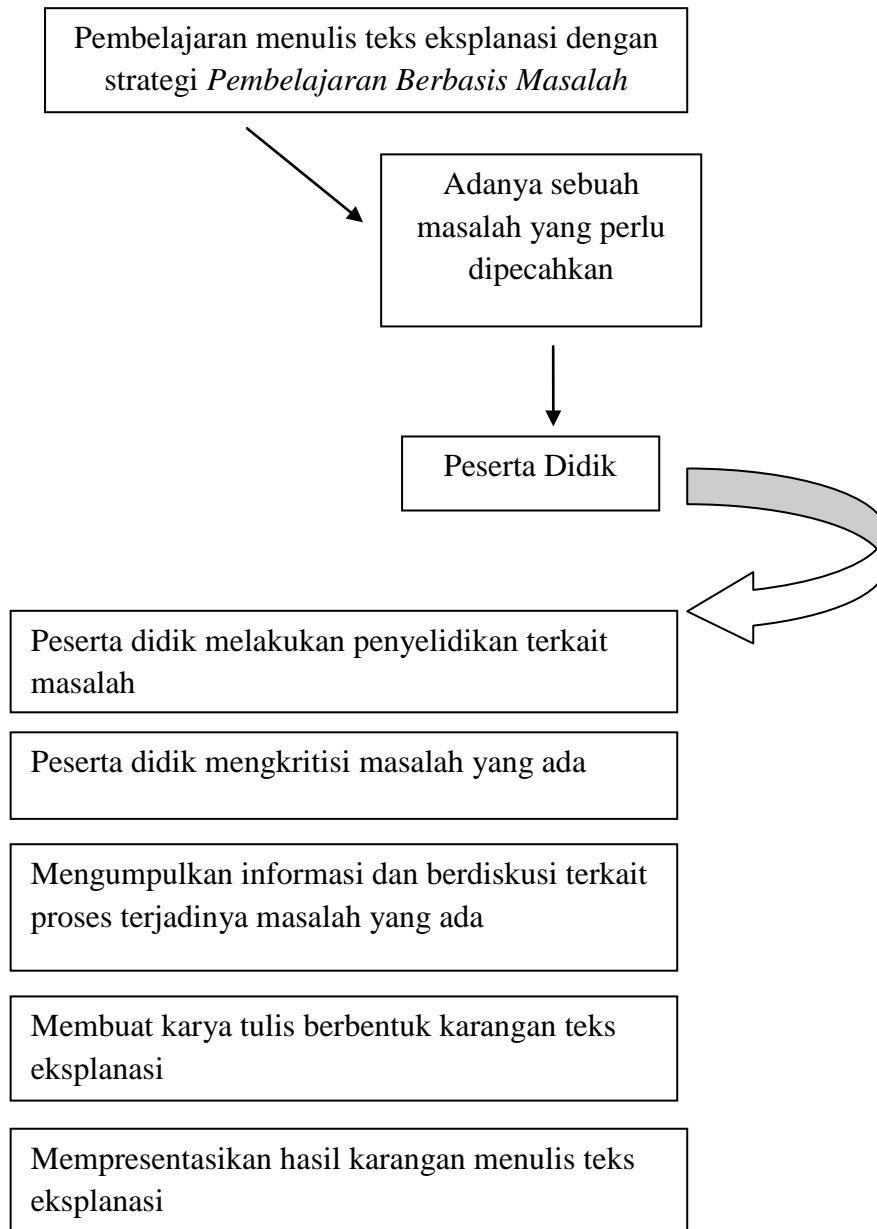 Pembelajaran menulis teks eksplanasi dengan
strategi Pembelajaran Berbasis Masalah
Adanya sebuah
masalah yang perlu
dipecahkan
Peserta Didik
Peserta didik melakukan penyelidikan terkait
masalah
Peserta didik mengkritisi masalah yang ada
Mengumpulkan informasi dan berdiskusi terkait
proses terjadinya masalah yang ada
Membuat karya tulis berbentuk karangan teks
eksplanasi
Mempresentasikan hasil karangan menulis teks
eksplanasi